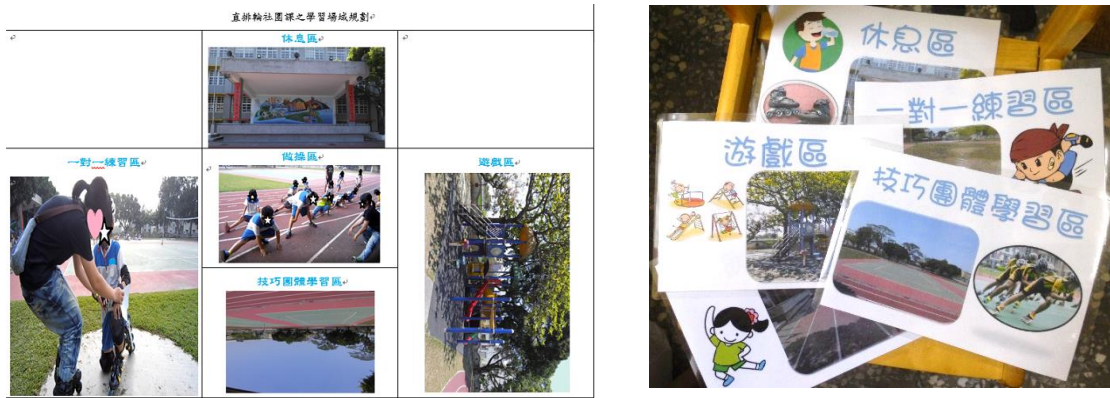 直排輪社團課之學習場域規劃
休息區
一對一練習區
做操區
遊戲區
技巧團體學習區
休息區
一對一練習區
遊戲區
技巧團體學習區